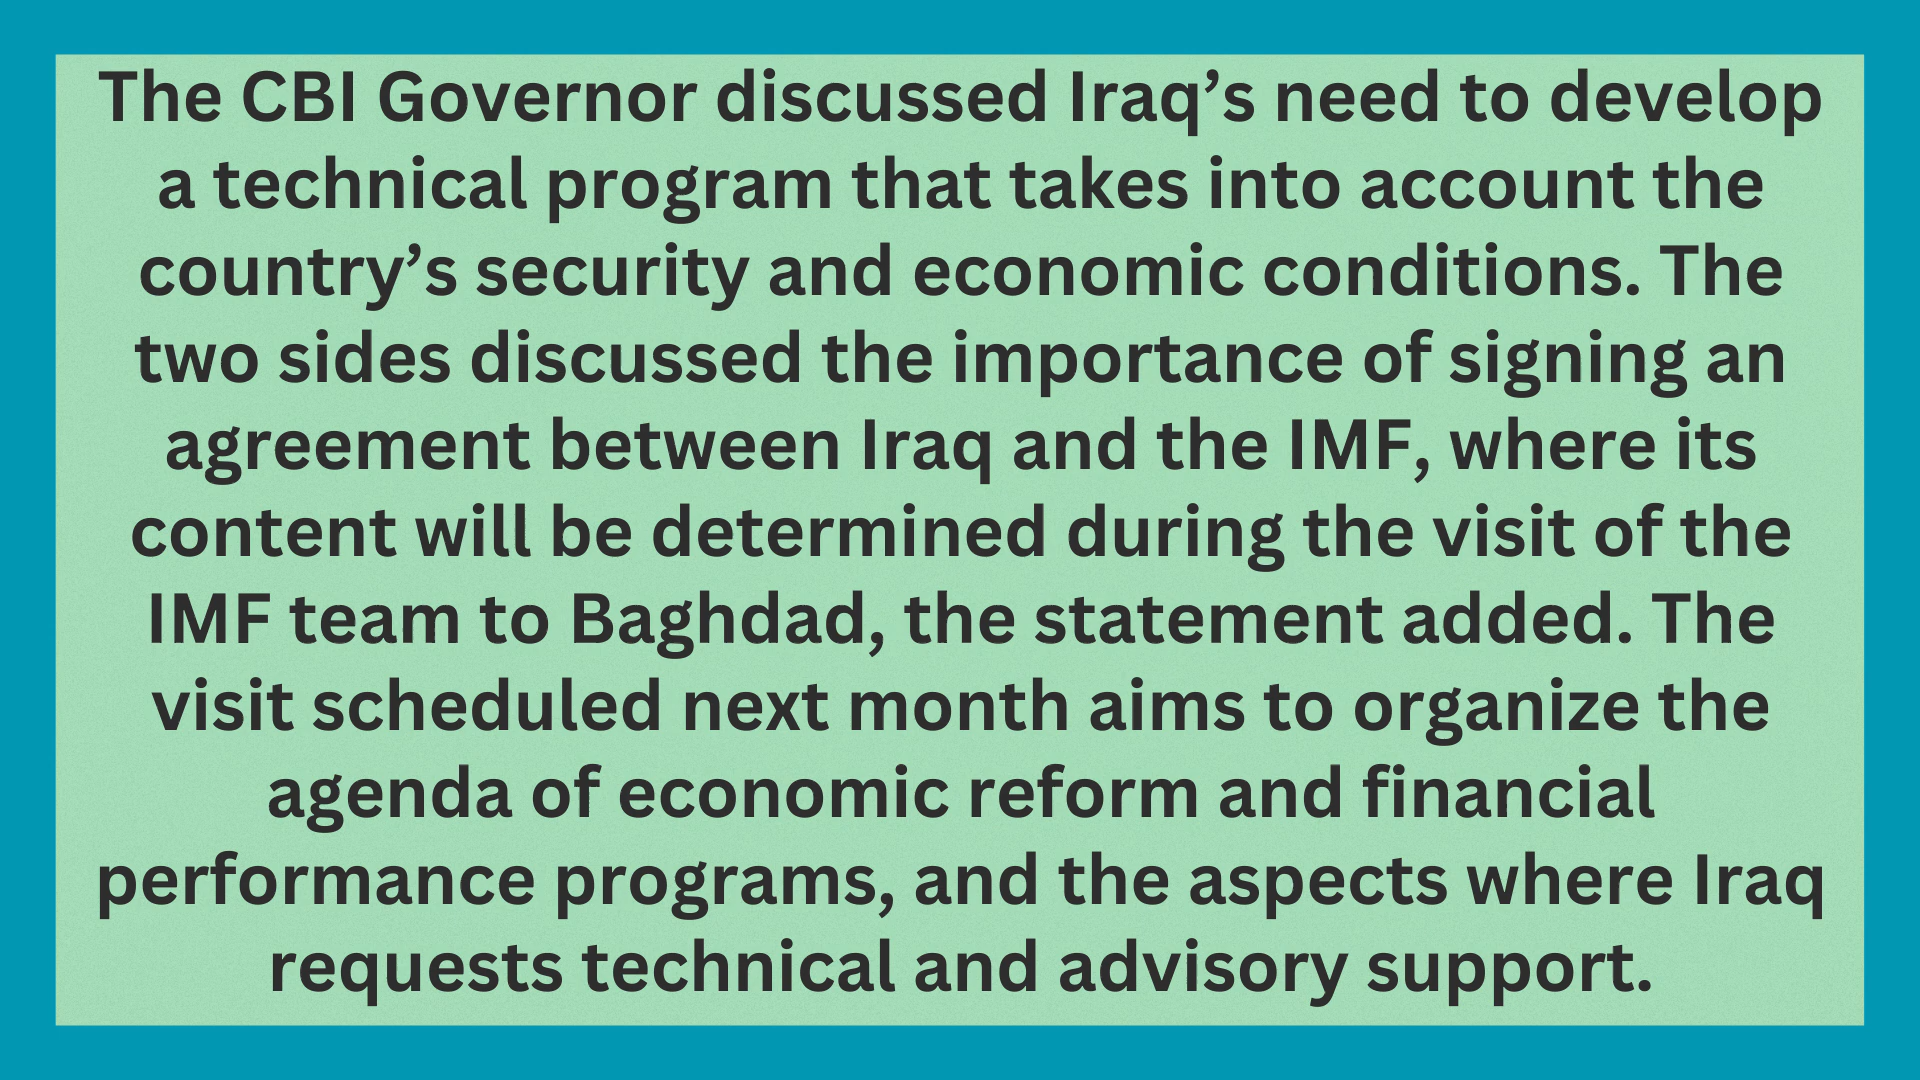 The CBI Governor discussed Iraq’s need to develop
a technical program that takes into account the
country’s security and economic conditions. The
two sides discussed the importance of signing an
agreement between Iraq and the IMF, where its
content will be determined during the visit of the
IMF team to Baghdad, the statement added. The
visit scheduled next month aims to organize the
agenda of economic reform and financial
performance programs, and the aspects where Iraq
requests technical and advisory support.